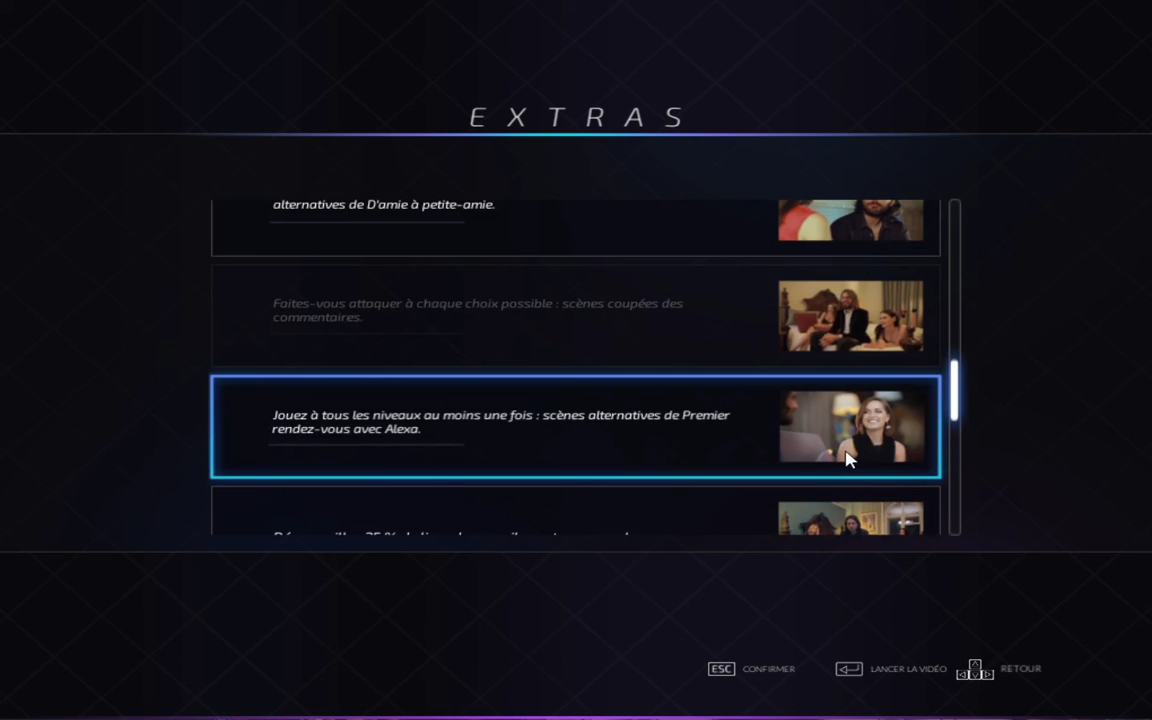 EXTRAS
alternatives de D'amie à petite-amie.
Faites-vous attaquer à chaque choix possible : scènes coupées des
commentaires.
Jouez à tous les niveaux au moins une fois : scènes alternatives de Premier
rendez-vous avec Alexa.
ESC CONFIRMER LANCER LA VIDÉO RETOUR